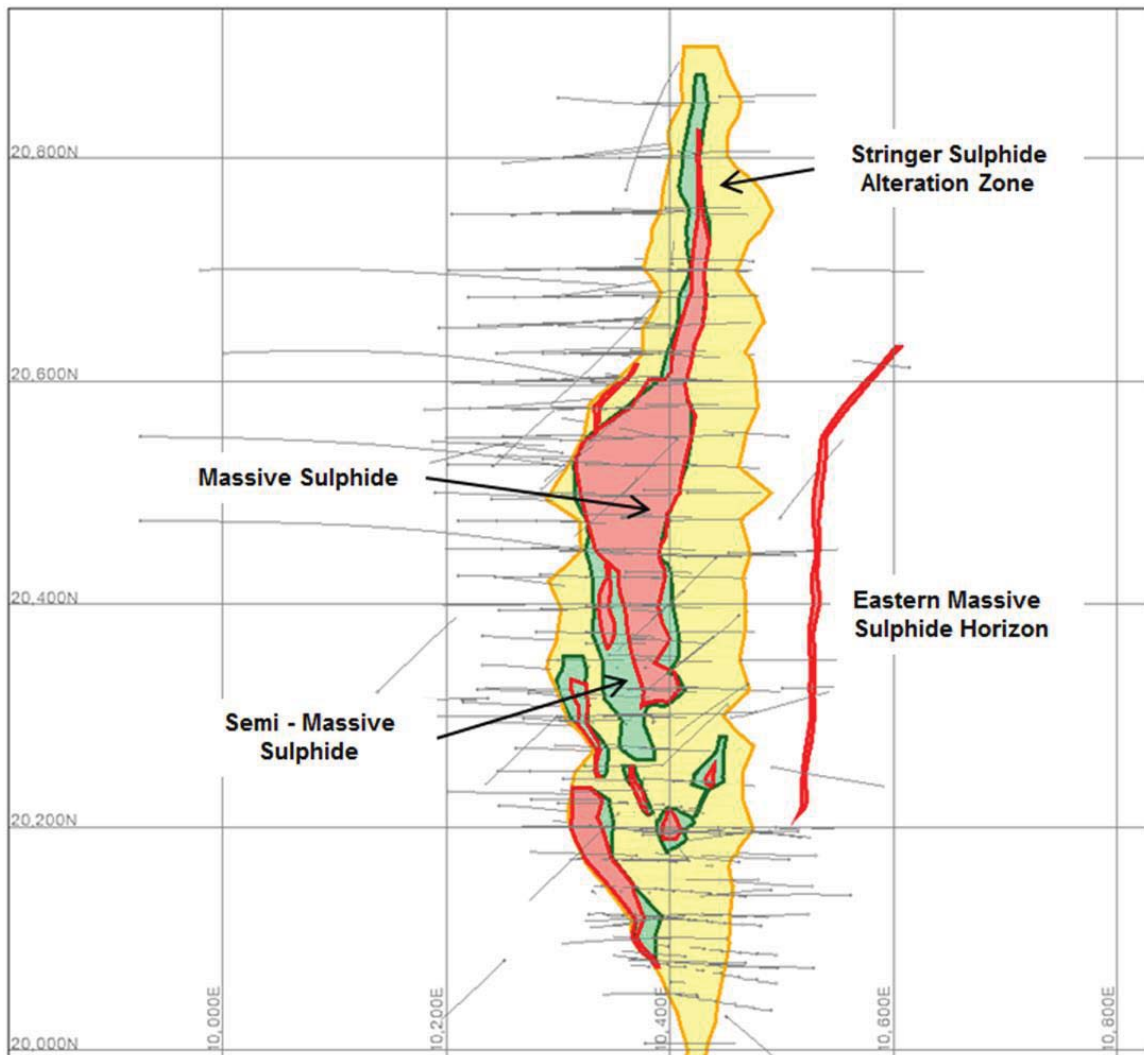 20,800N
Stringer Sulphide
Alteration Zone
20,600N
Massive Sulphide
20,400N
Eastern Massive
Sulphide Horizon
Semi - Massive
Sulphide
20,200N
10,000E
10,200E
10,400E
10,600E
10,800E
20,000N